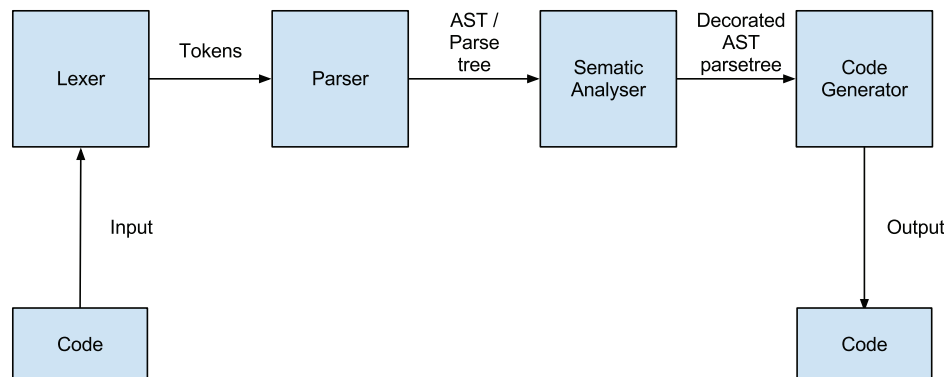 Lexer
Tokens
Parser
AST /
Parse
tree
Sematic
Analyser
Decorated
AST
parsetree
Code
Generator
Input
Output
Code
Code